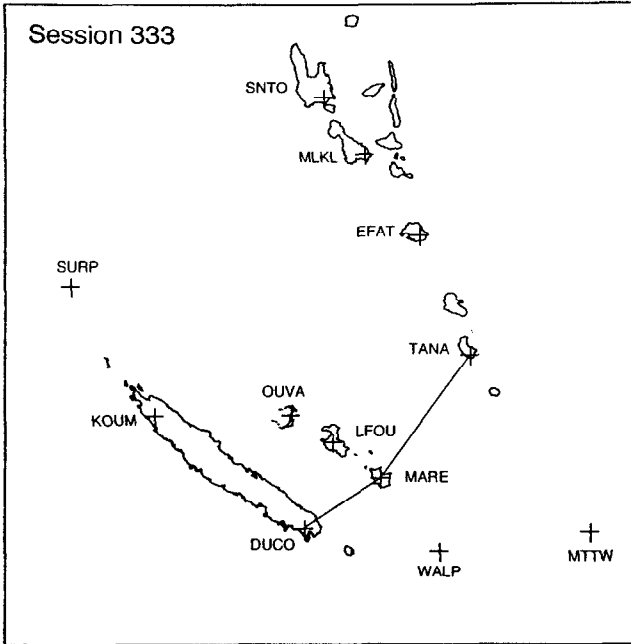 Session 333
SNTO
MLKL
EFAT
SURP
TANA
OUVA
KOUM
LFOU
MARE
DUCO
WALP
MTTW